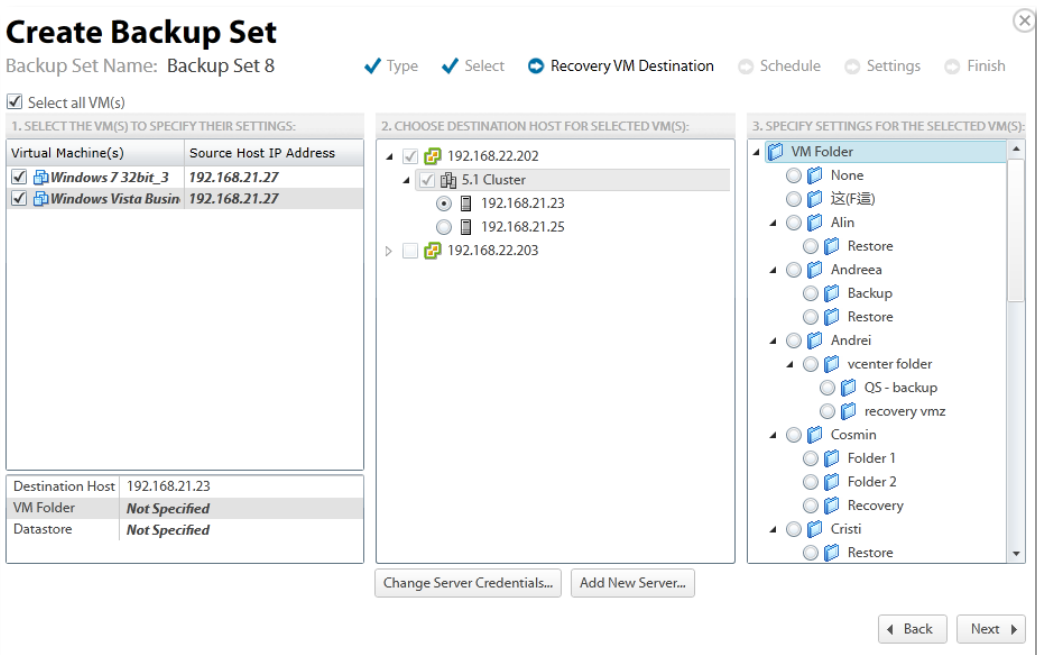 Create Backup Set
Backup Set Name: Backup Set 8
Type
Select
Recovery VM Destination
Schedule
Settings
Finish
Select all VM(s)
1. SELECT THE VM(S) TO SPECIFY THEIR SETTINGS:
Virtual Machine(s) Source Host IP Address
Windows 7 32bit_3 192.168.21.27
Windows Vista Busin 192.168.21.27
Destination Host 192.168.21.23
VM Folder Not Specified
Datastore Not Specified
2. CHOOSE DESTINATION HOST FOR SELECTED VM(S):
192.168.22.202
5.1 Cluster
192.168.21.23
192.168.21.25
192.168.22.203
Change Server Credentials...
Add New Server...
3. SPECIFY SETTINGS FOR THE SELECTED VM(S):
VM Folder
None
这(F這)
Alin
Restore
Andreea
Backup
Restore
Andrei
vcenter folder
QS - backup
recovery vmz
Cosmin
Folder 1
Folder 2
Recovery
Cristi
Restore
Back
Next